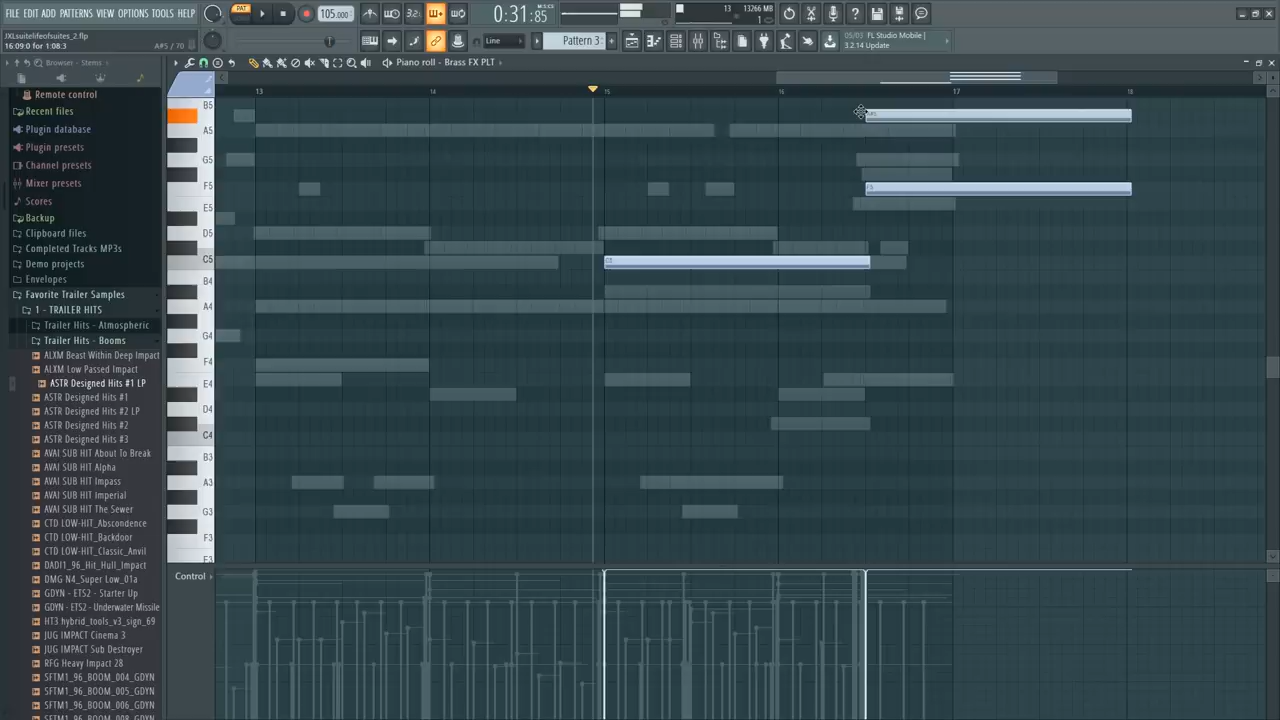 FILE EDIT ADD PATTERNS VIEW OPTIONS TOOLS HELP
PAT
105.000
3.2.
0:31:85
13
13266 MB
1
JXLsuitelifeofsuites_2.flp
16:09:0 for 1:08:3
A#5 / 70
Line
Pattern 3
05/03 FL Studio Mobile |
3.2.14 Update
Browser - Stems
Piano roll - Brass FX PLT
Remote control
Recent files
Plugin database
Plugin presets
Channel presets
Mixer presets
Scores
Backup
Clipboard files
Completed Tracks MP3s
Demo projects
Envelopes
Favorite Trailer Samples
1 - TRAILER HITS
Trailer Hits - Atmospheric
Trailer Hits - Booms
ALXM Beast Within Deep Impact
ALXM Low Passed Impact
ASTR Designed Hits #1 LP
ASTR Designed Hits #1
ASTR Designed Hits #2 LP
ASTR Designed Hits #2
ASTR Designed Hits #3
AVAI SUB HIT About To Break
AVAI SUB HIT Alpha
AVAI SUB HIT Impass
AVAI SUB HIT Imperial
AVAI SUB HIT The Sewer
CTD LOW-HIT_Abscondence
CTD LOW-HIT_Backdoor
CTD LOW-HIT_Classic_Anvil
DADI1_96_Hit_Hull_Impact
DMG N4_Super Low_01a
GDYN - ETS2 - Starter Up
GDYN - ETS2 - Underwater Missile
HT3 hybrid_tools_v3_sign_69
JUG IMPACT Cinema 3
JUG IMPACT Sub Destroyer
RFG Heavy Impact 28
SFTM1_96_BOOM_004_GDYN
SFTM1_96_BOOM_005_GDYN
SFTM1_96_BOOM_006_GDYN
13
14
15
16
17
18
B5
A5
G5
F5
E5
D5
C5
B4
A4
G4
F4
E4
D4
C4
B3
A3
G3
F3
E3
F5
C5
Control